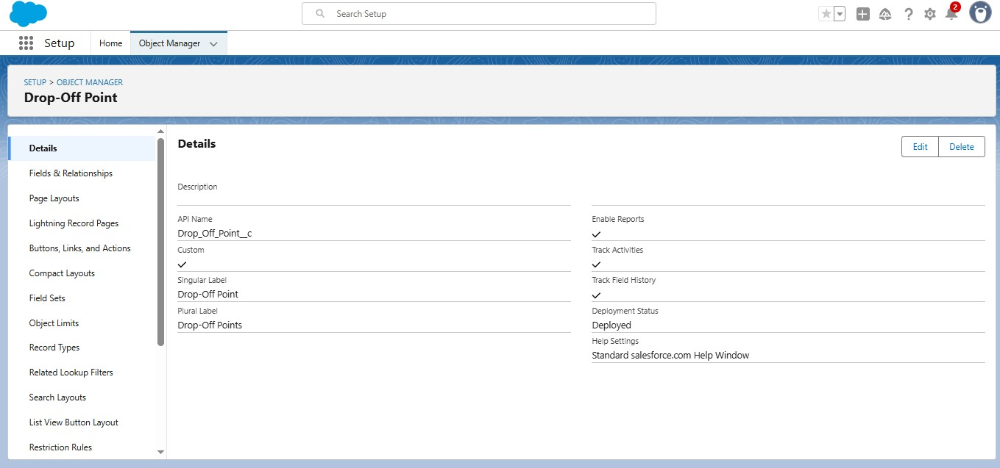 Search Setup
2
Setup
Home
Object Manager
SETUP > OBJECT MANAGER
Drop-Off Point
Details
Fields & Relationships
Page Layouts
Lightning Record Pages
Buttons, Links, and Actions
Compact Layouts
Field Sets
Object Limits
Record Types
Related Lookup Filters
Search Layouts
List View Button Layout
Restriction Rules
Details
Edit
Delete
Description
API Name
Drop_Off_Point__c
Custom
Singular Label
Drop-Off Point
Plural Label
Drop-Off Points
Enable Reports
Track Activities
Track Field History
Deployment Status
Deployed
Help Settings
Standard salesforce.com Help Window